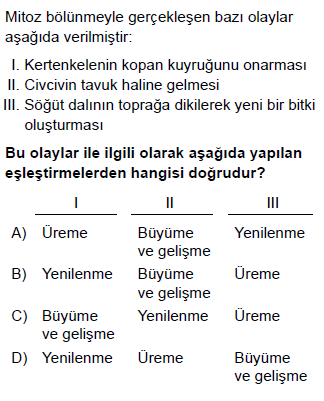 Mitoz bölünmeyle gerçekleşen bazı olaylar
aşağıda verilmiştir:
I. Kertenkelenin kopan kuyruğunu onarması
II. Civcivin tavuk haline gelmesi
III. Söğüt dalının toprağa dikilerek yeni bir bitki
oluşturması
Bu olaylar ile ilgili olarak aşağıda yapılan
eşleştirmelerden hangisi doğrudur?
I II III
A) Üreme Büyüme ve gelişme Yenilenme
B) Yenilenme Büyüme ve gelişme Üreme
C) Büyüme ve gelişme Yenilenme Üreme
D) Yenilenme Üreme Büyüme ve gelişme